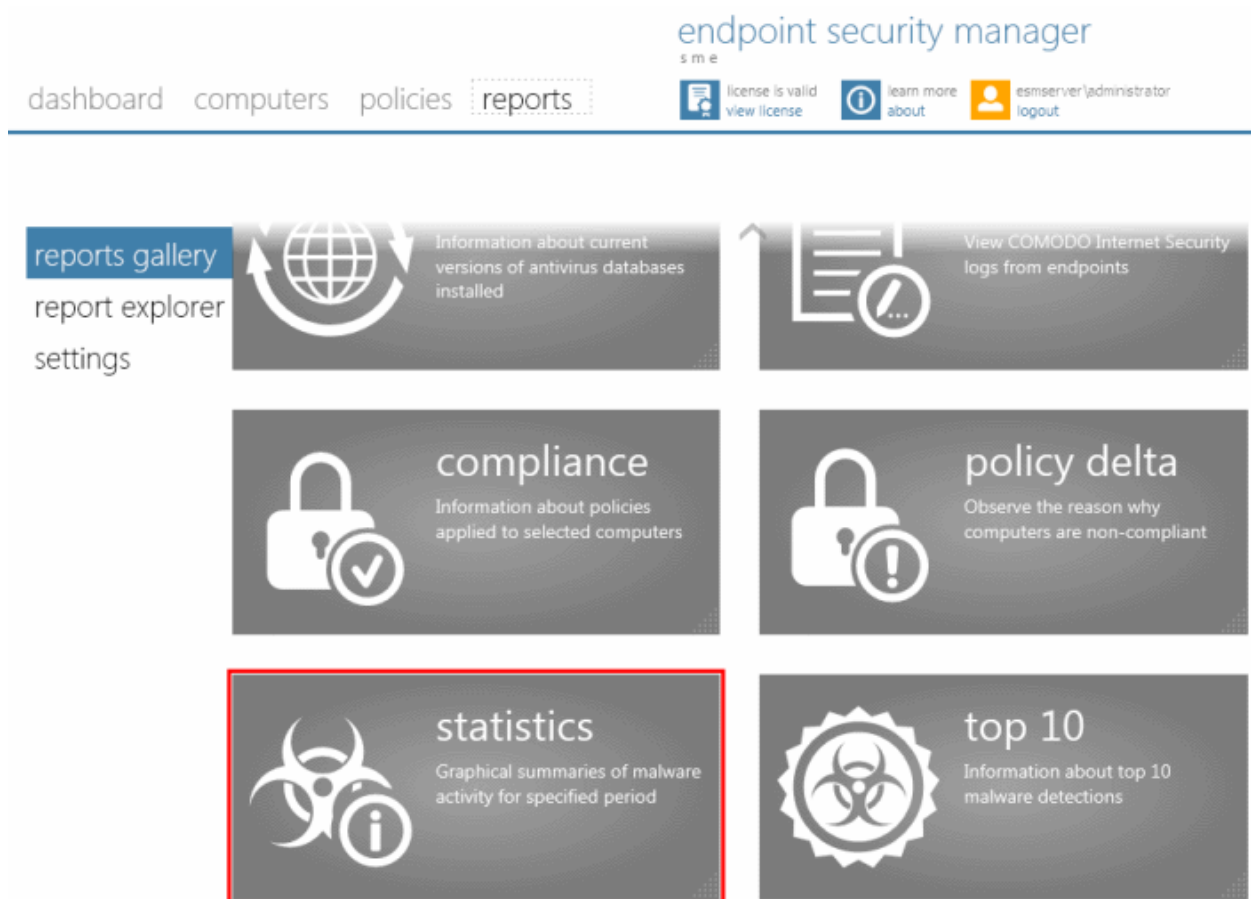 endpoint security manager
s m e
dashboard computers policies reports
license is valid
view license
learn more
about
esmserver\administrator
logout
reports gallery
report explorer
settings
Information about current
versions of antivirus databases
installed
View COMODO Internet Security
logs from endpoints
compliance
Information about policies
applied to selected computers
policy delta
Observe the reason why
computers are non-compliant
statistics
Graphical summaries of malware
activity for specified period
top 10
Information about top 10
malware detections